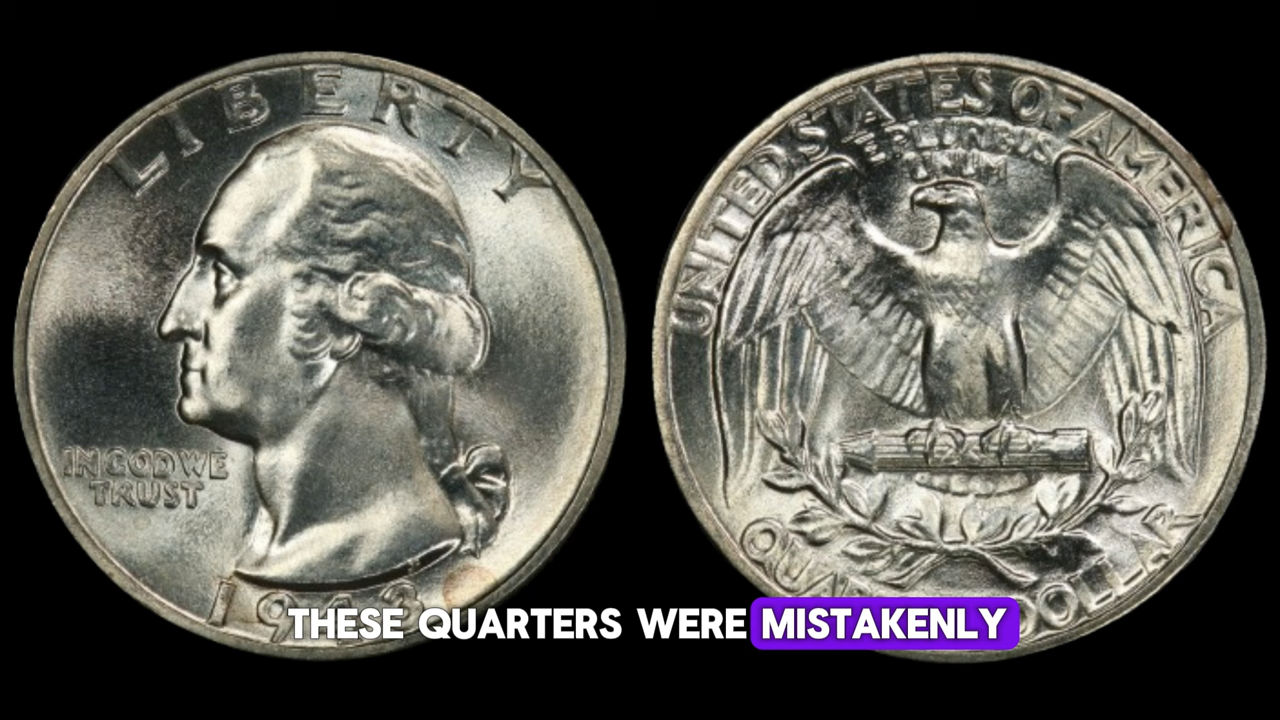 LIBERTY
IN GOD WE
TRUST
UNITED STATES OF AMERICA
E PLURIBUS
UNUM
THESE QUARTERS WERE MISTAKENLY